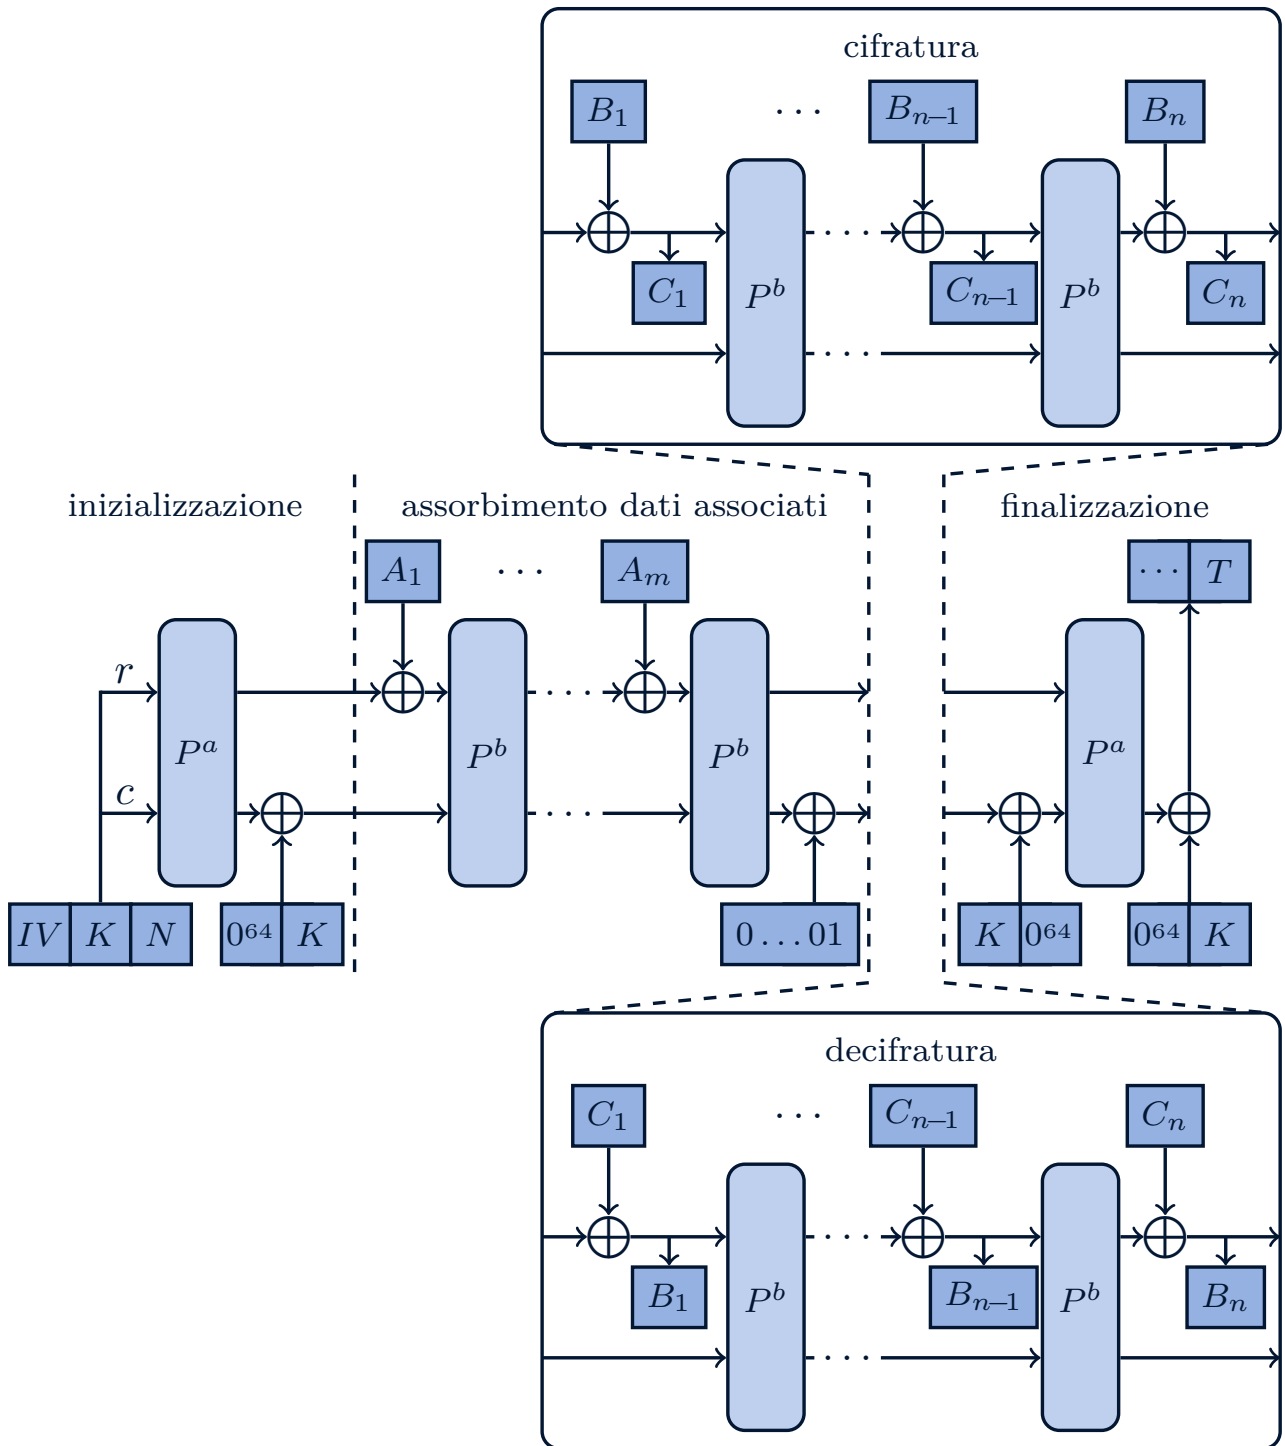 cifratura
B₁ ··· Bₙ₋₁ Bₙ
C₁ Pᵇ Cₙ₋₁ Pᵇ Cₙ
inizializzazione assorbimento dati associati finalizzazione
A₁ ··· Aₘ ··· T
r
Pᵃ Pᵇ Pᵇ Pᵃ
c
IV K N 0⁶⁴ K 0...01 K 0⁶⁴ 0⁶⁴ K
decifratura
C₁ ··· Cₙ₋₁ Cₙ
B₁ Pᵇ Bₙ₋₁ Pᵇ Bₙ